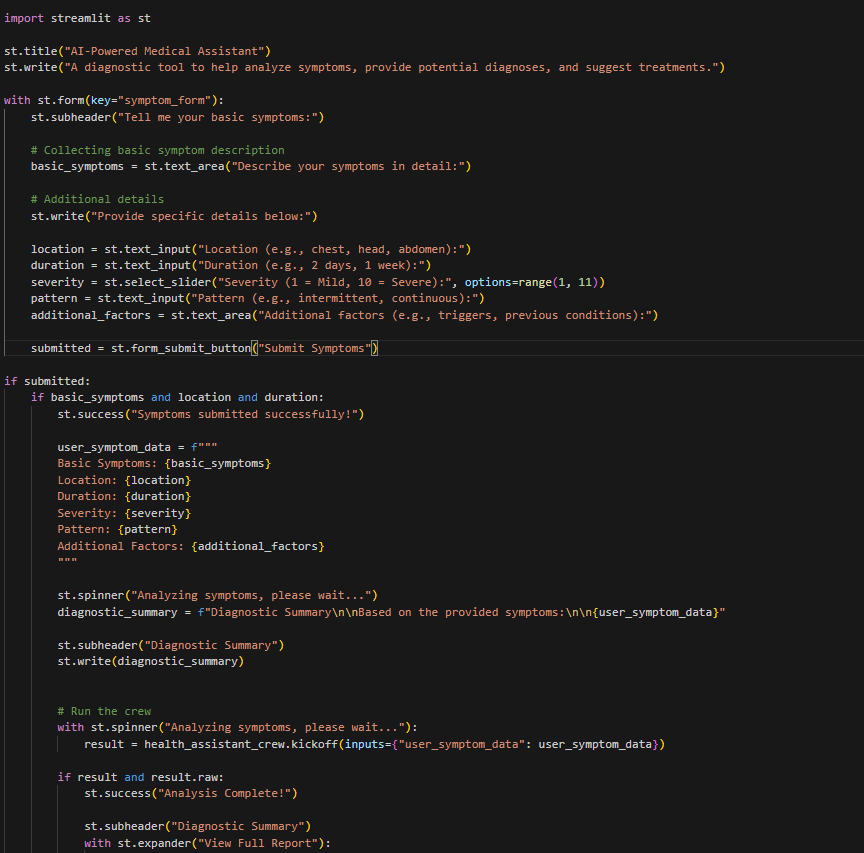 import streamlit as st
st.title("AI-Powered Medical Assistant")
st.write("A diagnostic tool to help analyze symptoms, provide potential diagnoses, and suggest treatments.")
with st.form(key="symptom_form"):
    st.subheader("Tell me your basic symptoms:")
    # Collecting basic symptom description
    basic_symptoms = st.text_area("Describe your symptoms in detail:")
    # Additional details
    st.write("Provide specific details below:")
    location = st.text_input("Location (e.g., chest, head, abdomen):")
    duration = st.text_input("Duration (e.g., 2 days, 1 week):")
    severity = st.select_slider("Severity (1 = Mild, 10 = Severe):", options=range(1, 11))
    pattern = st.text_input("Pattern (e.g., intermittent, continuous):")
    additional_factors = st.text_area("Additional factors (e.g., triggers, previous conditions):")
    submitted = st.form_submit_button("Submit Symptoms")
if submitted:
    if basic_symptoms and location and duration:
        st.success("Symptoms submitted successfully!")
        user_symptom_data = f"""
        Basic Symptoms: {basic_symptoms}
        Location: {location}
        Duration: {duration}
        Severity: {severity}
        Pattern: {pattern}
        Additional Factors: {additional_factors}
        """
        st.spinner("Analyzing symptoms, please wait...")
        diagnostic_summary = f"Diagnostic Summary\n\nBased on the provided symptoms:\n\n{user_symptom_data}"
        st.subheader("Diagnostic Summary")
        st.write(diagnostic_summary)
        # Run the crew
        with st.spinner("Analyzing symptoms, please wait..."):
            result = health_assistant_crew.kickoff(inputs={"user_symptom_data": user_symptom_data})
        if result and result.raw:
            st.success("Analysis Complete!")
            st.subheader("Diagnostic Summary")
            with st.expander("View Full Report"):